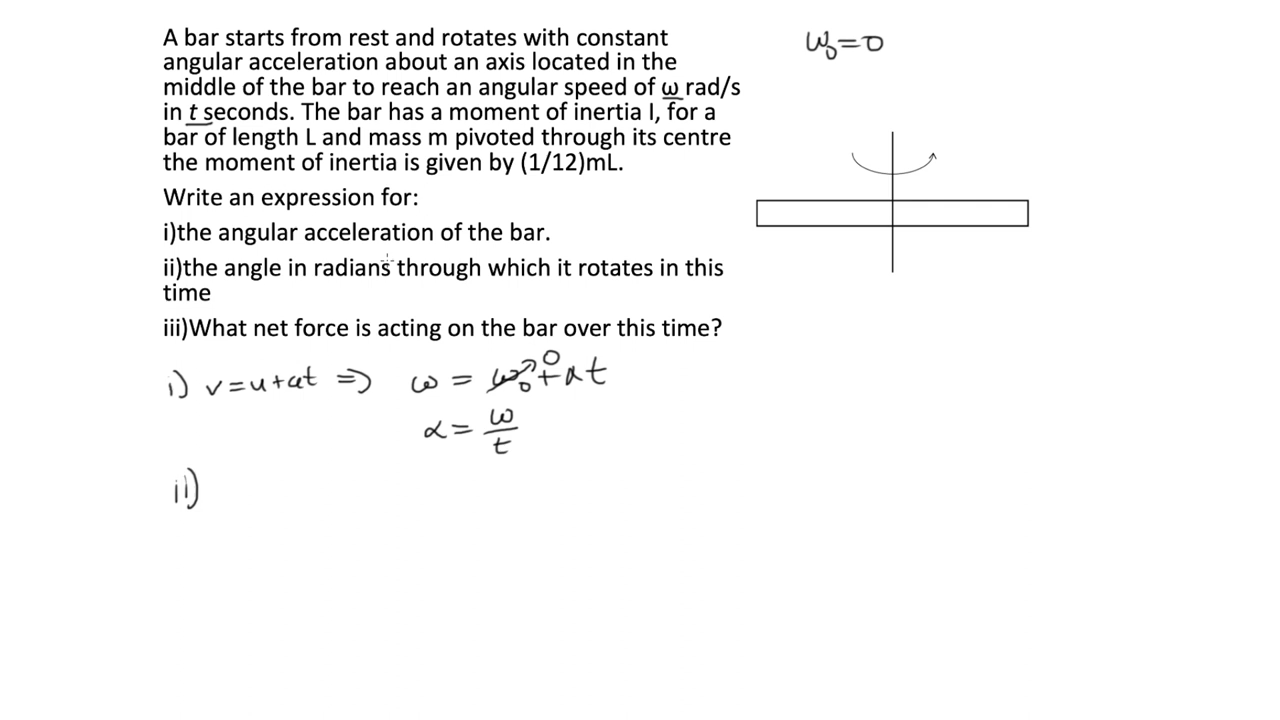 A bar starts from rest and rotates with constant
angular acceleration about an axis located in the
middle of the bar to reach an angular speed of ω rad/s
in t seconds. The bar has a moment of inertia I, for a
bar of length L and mass m pivoted through its centre
the moment of inertia is given by (1/12)mL.
Write an expression for:
i)the angular acceleration of the bar.
ii)the angle in radians through which it rotates in this
time
iii)What net force is acting on the bar over this time?
ω₀=0
i) v=u+at ⇒ ω = ω₀↗0 + αt
α = ω/t
ii)